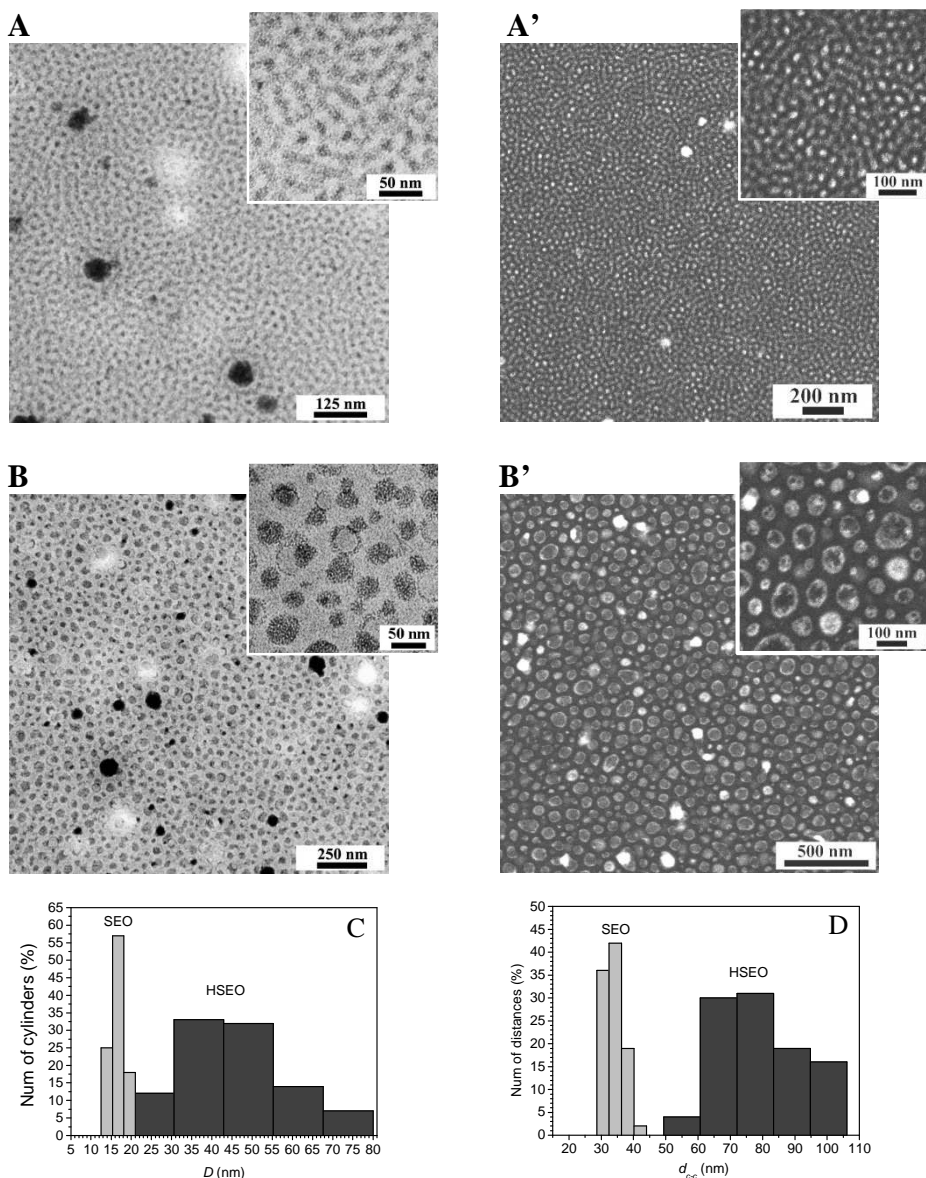 A
A’
50 nm
100 nm
125 nm
200 nm
B
B’
50 nm
100 nm
250 nm
500 nm
65
60
55
50
45
40
35
30
25
20
15
10
5
0
Num of cylinders (%)
SEO
HSEO
C
5 10 15 20 25 30 35 40 45 50 55 60 65 70 75 80
D (nm)
50
45
40
35
30
25
20
15
10
5
0
Num of distances (%)
SEO
HSEO
D
20 30 40 50 60 70 80 90 100 110
d c-c (nm)